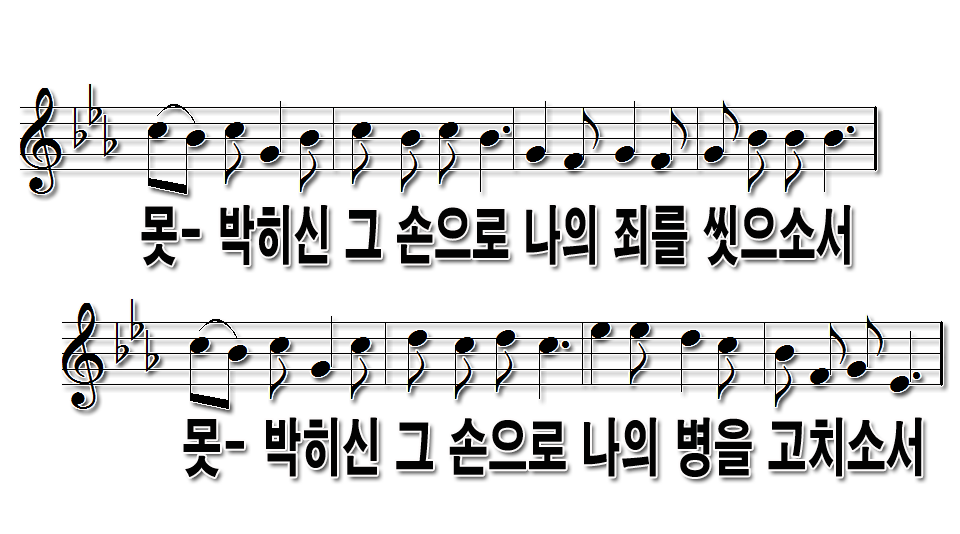 못- 박히신 그 손으로 나의 죄를 씻으소서
못- 박히신 그 손으로 나의 병을 고치소서